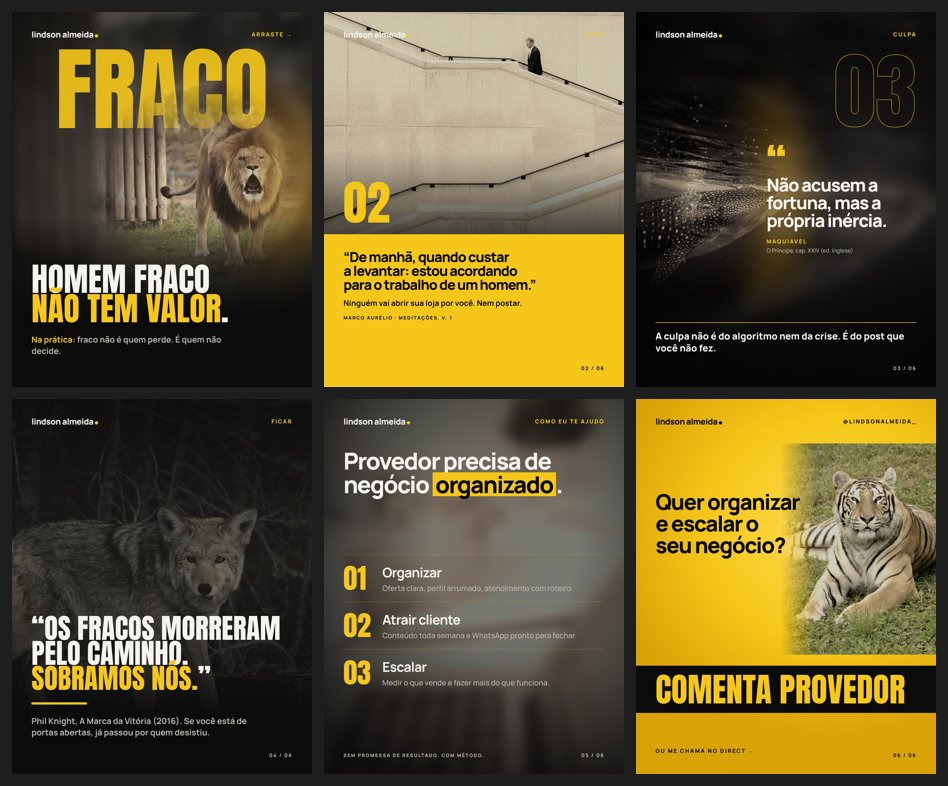 lindson almeida.
ARRASTE →
FRACO
HOMEM FRACO
NÃO TEM VALOR.
Na prática: fraco não é quem perde. É quem não
decide.
lindson almeida.
02
“De manhã, quando custar
a levantar: estou acordando
para o trabalho de um homem.”
Ninguém vai abrir sua loja por você. Nem postar.
MARCO AURÉLIO · MEDITAÇÕES, V, 1
02 / 06
lindson almeida.
CULPA
03
“
Não acusem a
fortuna, mas a
própria inércia.
MAQUIAVEL
O Príncipe, cap. XXIV (ed. inglese)
A culpa não é do algoritmo nem da crise. É do post que
você não fez.
03 / 06
lindson almeida.
FICAR
“OS FRACOS MORRERAM
PELO CAMINHO.
SOBRAMOS NÓS.”
Phil Knight, A Marca da Vitória (2016). Se você está de
portas abertas, já passou por quem desistiu.
04 / 06
lindson almeida.
COMO EU TE AJUDO
Provedor precisa de
negócio organizado.
01
Organizar
Oferta clara, perfil arrumado, atendimento com roteiro.
02
Atrair cliente
Conteúdo toda semana e WhatsApp pronto para fechar.
03
Escalar
Medir o que vende e fazer mais do que funciona.
SEM PROMESSA DE RESULTADO. COM MÉTODO.
05 / 06
lindson almeida.
@LINDSONALMEIDA_
Quer organizar
e escalar o
seu negócio?
COMENTA PROVEDOR
OU ME CHAMA NO DIRECT →
06 / 06